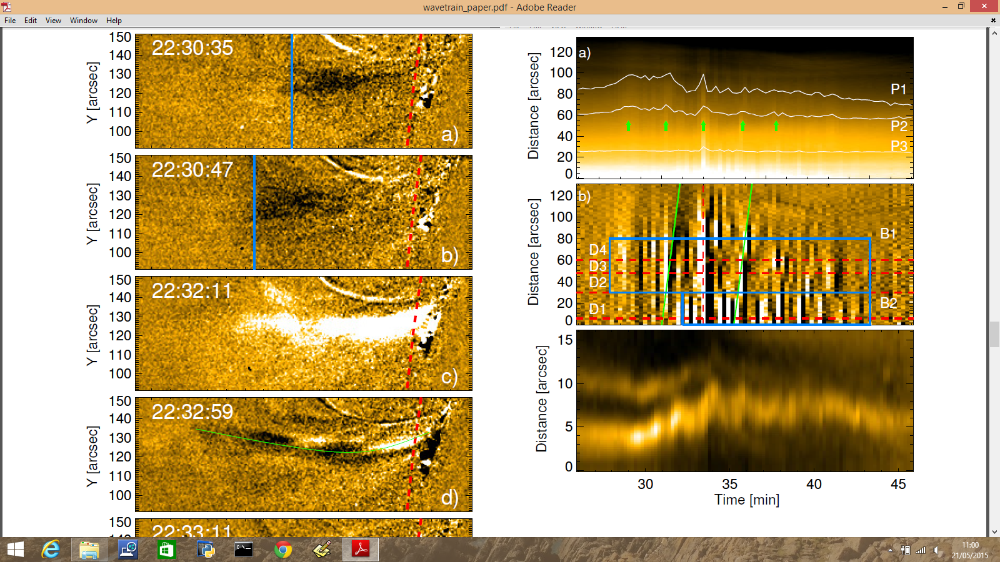 wavetrain_paper.pdf - Adobe Reader
File Edit View Window Help
150
140
130
120
110
100
Y [arcsec]
22:30:35
a)
150
140
130
120
110
100
Y [arcsec]
22:30:47
b)
150
140
130
120
110
100
Y [arcsec]
22:32:11
c)
150
140
130
120
110
100
Y [arcsec]
22:32:59
d)
150
22:33:11
120
100
80
60
40
20
0
Distance [arcsec]
a)
P1
P2
P3
120
100
80
60
40
20
0
Distance [arcsec]
b)
B1
D4
D3
D2
D1
B2
15
10
5
0
Distance [arcsec]
30 35 40 45
Time [min]
C:\
11:00
21/05/2015